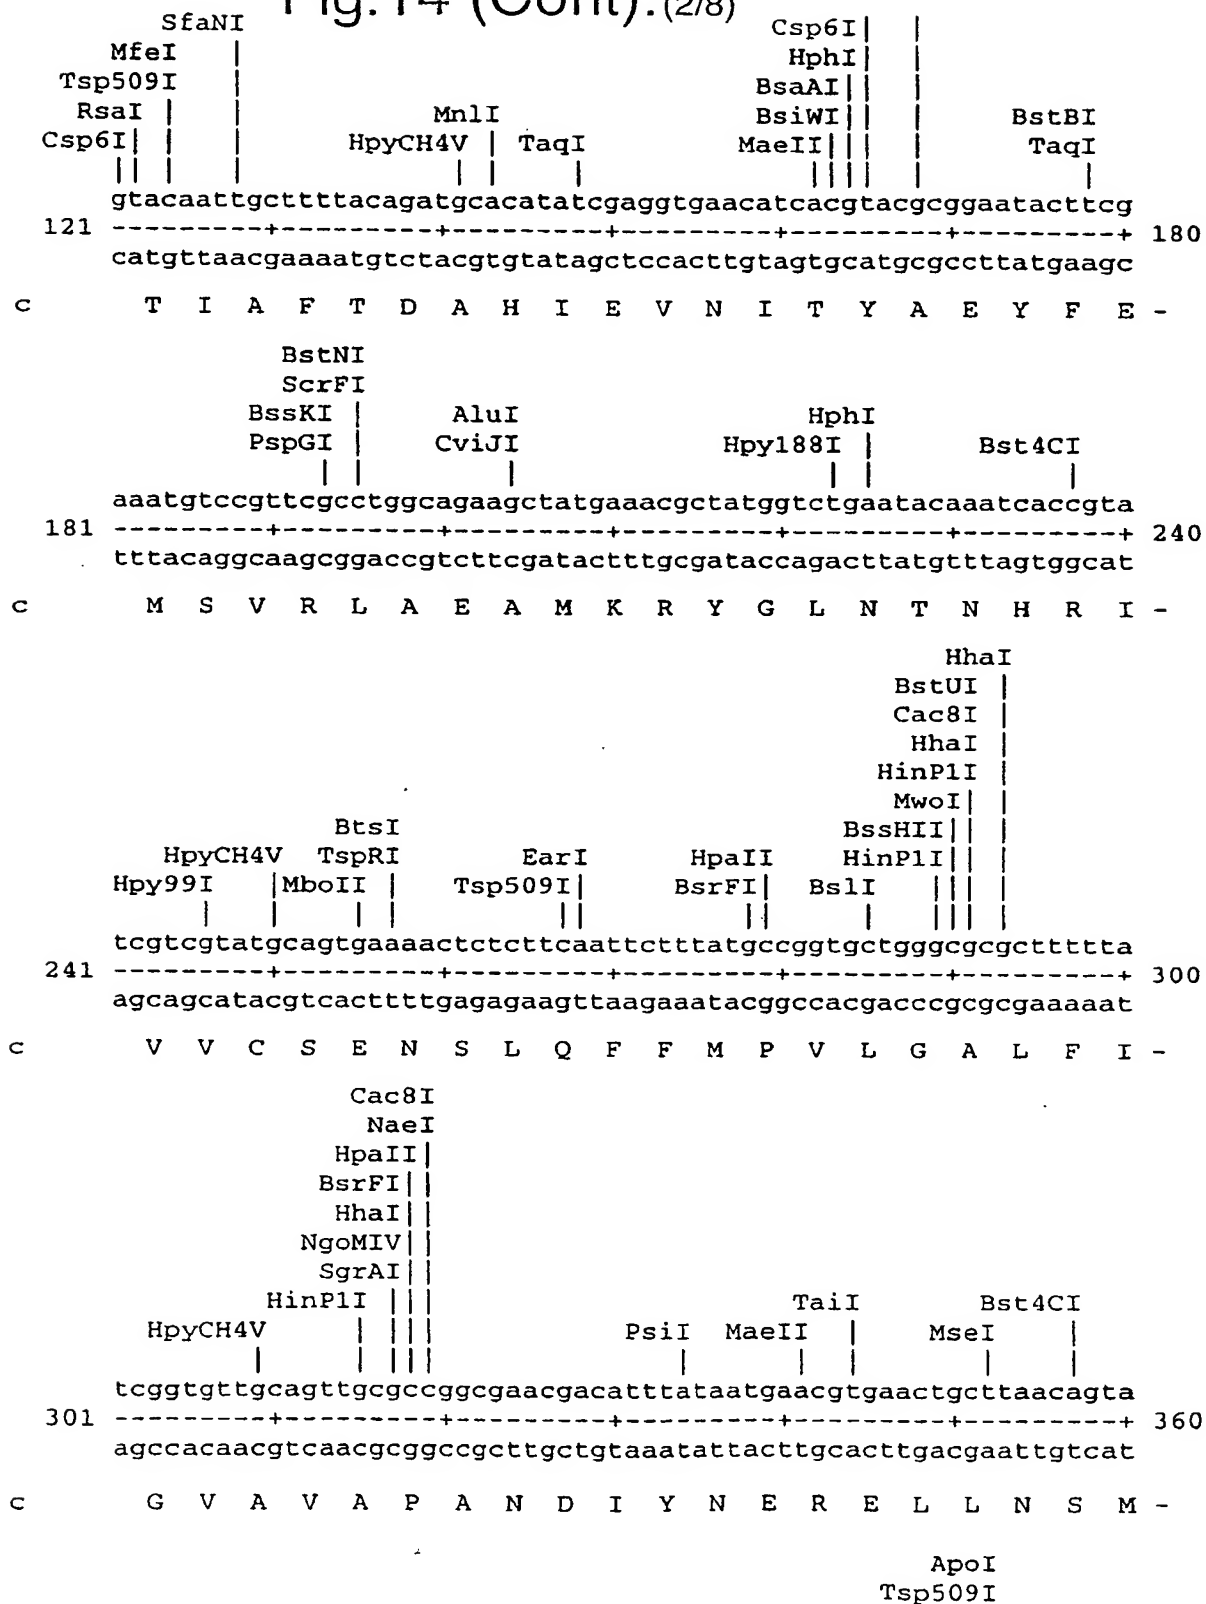 Fig.14 (Cont).(2/8)
SfaNI Csp6I
MfeI HphI
Tsp509I BsaAI
RsaI MnlI BsiWI BstBI
Csp6I HpyCH4V TaqI MaeII TaqI
gtacaattgcttttacagatgcacatatcgaggtgaacatcacgtacgcggaatacttcg
121 ---------+---------+---------+---------+---------+---------+ 180
catgttaacgaaaatgtctacgtgtatagctccacttgtagtgcatgcgccttatgaagc
c T I A F T D A H I E V N I T Y A E Y F E -
BstNI
ScrFI
BssKI AluI HphI
PspGI CviJI Hpy188I Bst4CI
aaatgtccgttcgcctggcagaagctatgaaacgctatggtctgaatacaaatcaccgta
181 ---------+---------+---------+---------+---------+---------+ 240
tttacaggcaagcggaccgtcttcgatactttgcgataccagacttatgtttagtggcat
c M S V R L A E A M K R Y G L N T N H R I -
HhaI
BstUI
Cac8I
HhaI
HinP1I
MwoI
BtsI BssHII
HpyCH4V TspRI EarI HpaII HinP1I
Hpy99I MboII Tsp509I BsrFI BslI
tcgtcgtatgcagtgaaaactctcttcaattctttatgccggtgctgggcgcgcttttta
241 ---------+---------+---------+---------+---------+---------+ 300
agcagcatacgtcacttttgagagaagttaagaaatacggccacgacccgcgcgaaaaat
c V V C S E N S L Q F F M P V L G A L F I -
Cac8I
NaeI
HpaII
BsrFI
HhaI
NgoMIV
SgrAI
HinP1I TaiI Bst4CI
HpyCH4V PsiI MaeII MseI
tcggtgttgcagttgcgccggcgaacgacatttataatgaacgtgaactgcttaacagta
301 ---------+---------+---------+---------+---------+---------+ 360
agccacaacgtcaacgcggccgcttgctgtaaatattacttgcacttgacgaattgtcat
c G V A V A P A N D I Y N E R E L L N S M -
ApoI
Tsp509I